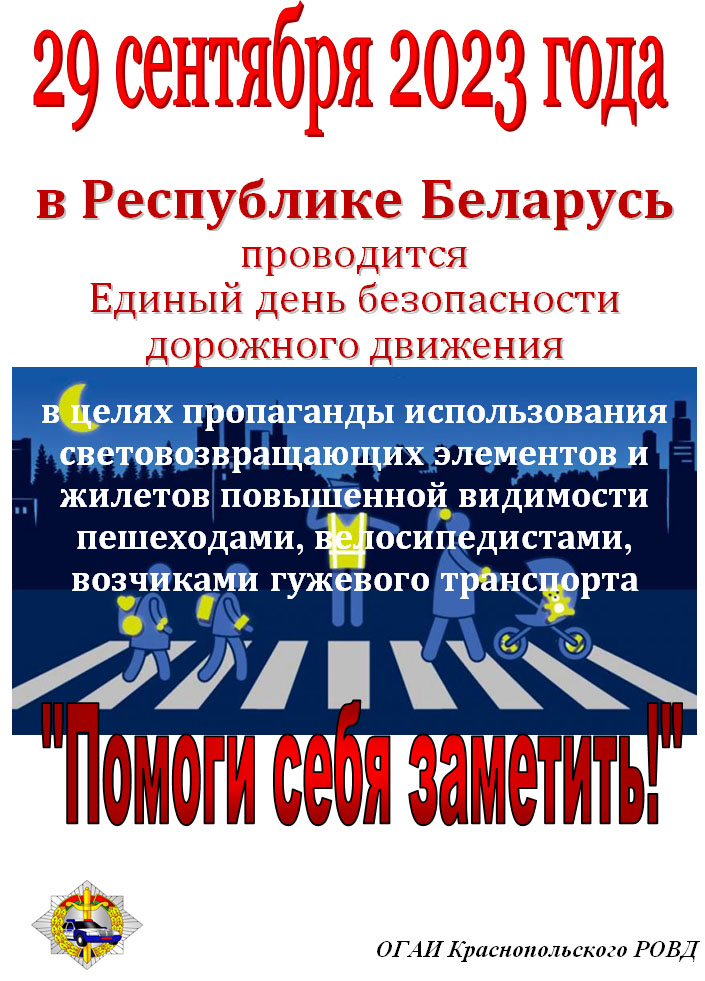 29 сентября 2023 года
в Республике Беларусь
проводится
Единый день безопасности
дорожного движения
в целях пропаганды использования
световозвращающих элементов и
жилетов повышенной видимости
пешеходами, велосипедистами,
возчиками гужевого транспорта
"Помоги себя заметить!"
ОГАИ Краснопольского РОВД